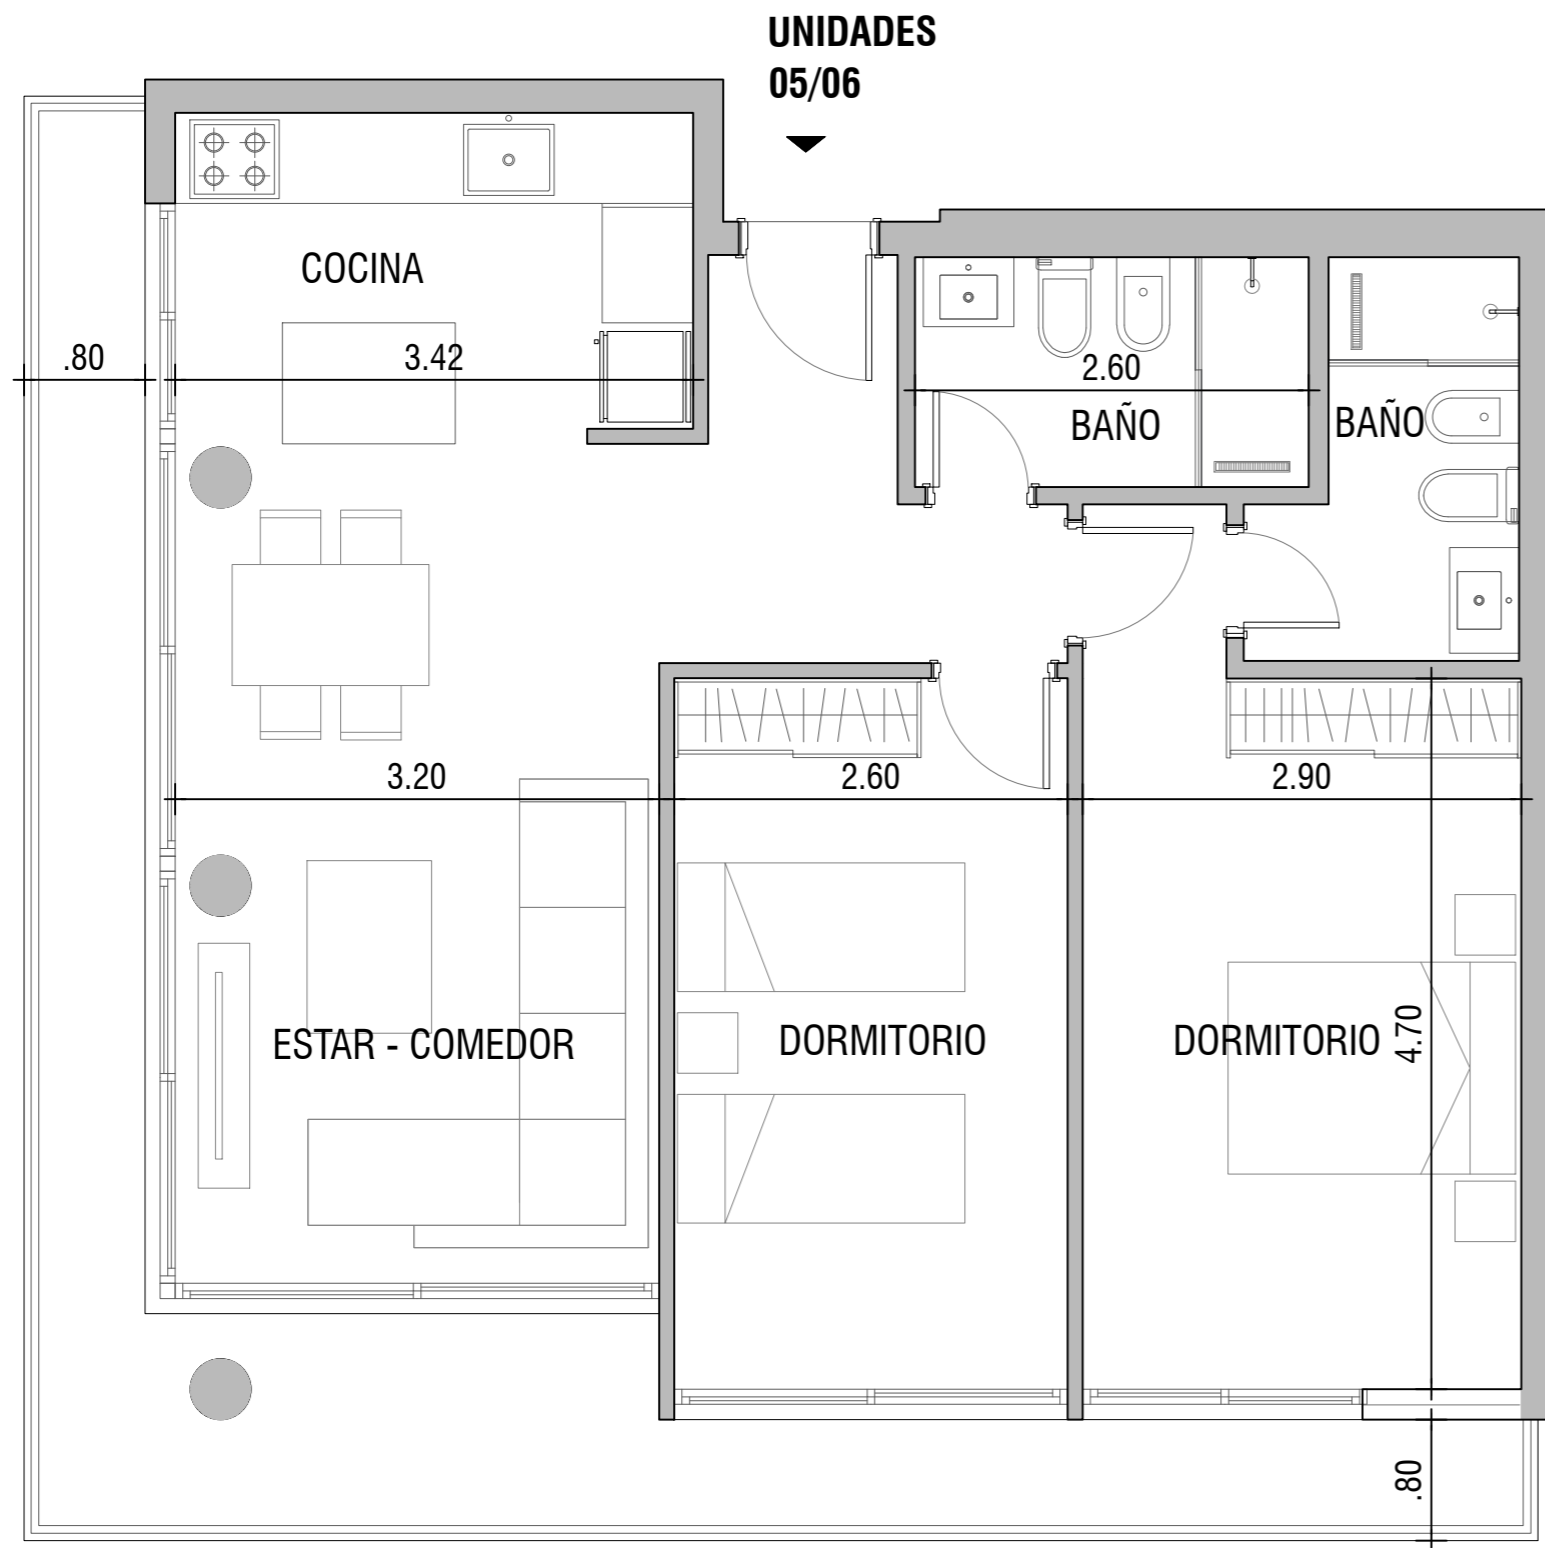 UNIDADES
05/06
COCINA
.80
3.42
2.60
BAÑO
BAÑO
3.20
2.60
2.90
ESTAR - COMEDOR
DORMITORIO
DORMITORIO
4.70
.80